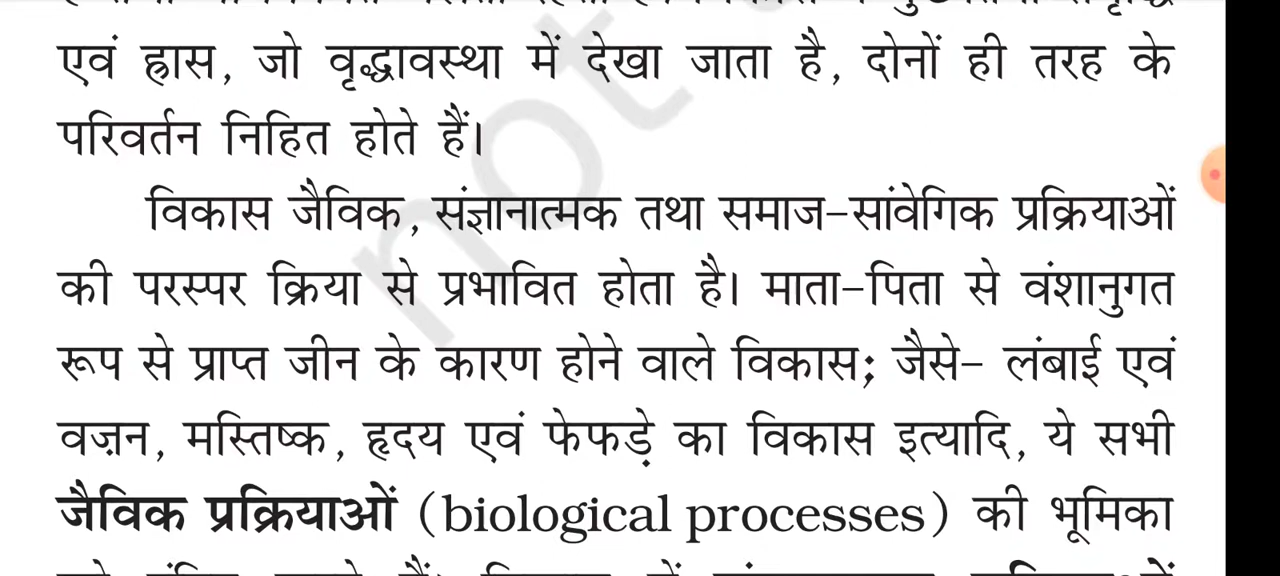 एवं ह्रास, जो वृद्धावस्था में देखा जाता है, दोनों ही तरह के
परिवर्तन निहित होते हैं।
विकास जैविक, संज्ञानात्मक तथा समाज-सांवेगिक प्रक्रियाओं
की परस्पर क्रिया से प्रभावित होता है। माता-पिता से वंशानुगत
रूप से प्राप्त जीन के कारण होने वाले विकास; जैसे- लंबाई एवं
वज़न, मस्तिष्क, हृदय एवं फेफड़े का विकास इत्यादि, ये सभी
जैविक प्रक्रियाओं (biological processes) की भूमिका
not